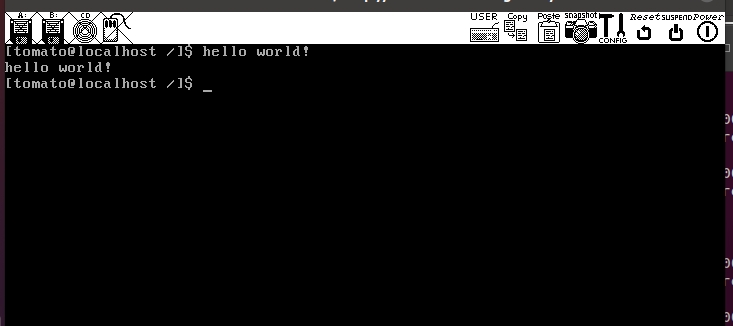 A: B: CD USER Copy Paste snapshot CONFIG Reset SUSPEND Power
[tomato@localhost /]$ hello world!
hello world!
[tomato@localhost /]$ _